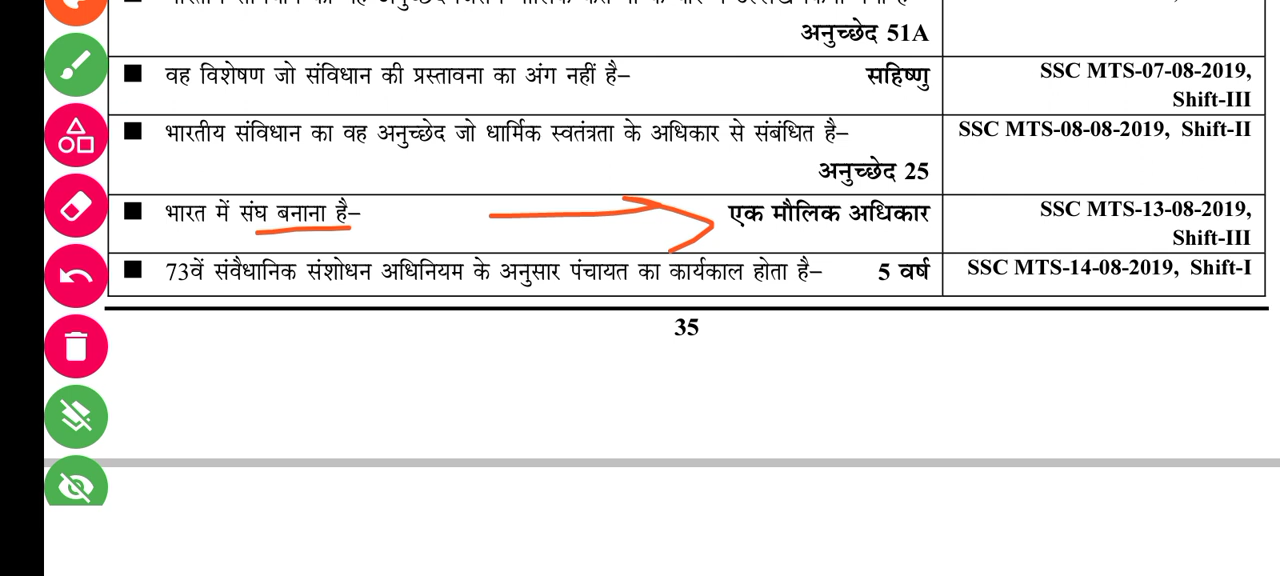 अनुच्छेद 51A
■ वह विशेषण जो संविधान की प्रस्तावना का अंग नहीं है– सहिष्णु SSC MTS-07-08-2019,
Shift-III
■ भारतीय संविधान का वह अनुच्छेद जो धार्मिक स्वतंत्रता के अधिकार से संबंधित है– SSC MTS-08-08-2019, Shift-II
अनुच्छेद 25
■ भारत में संघ बनाना है– एक मौलिक अधिकार SSC MTS-13-08-2019,
Shift-III
■ 73वें संवैधानिक संशोधन अधिनियम के अनुसार पंचायत का कार्यकाल होता है– 5 वर्ष SSC MTS-14-08-2019, Shift-I
35